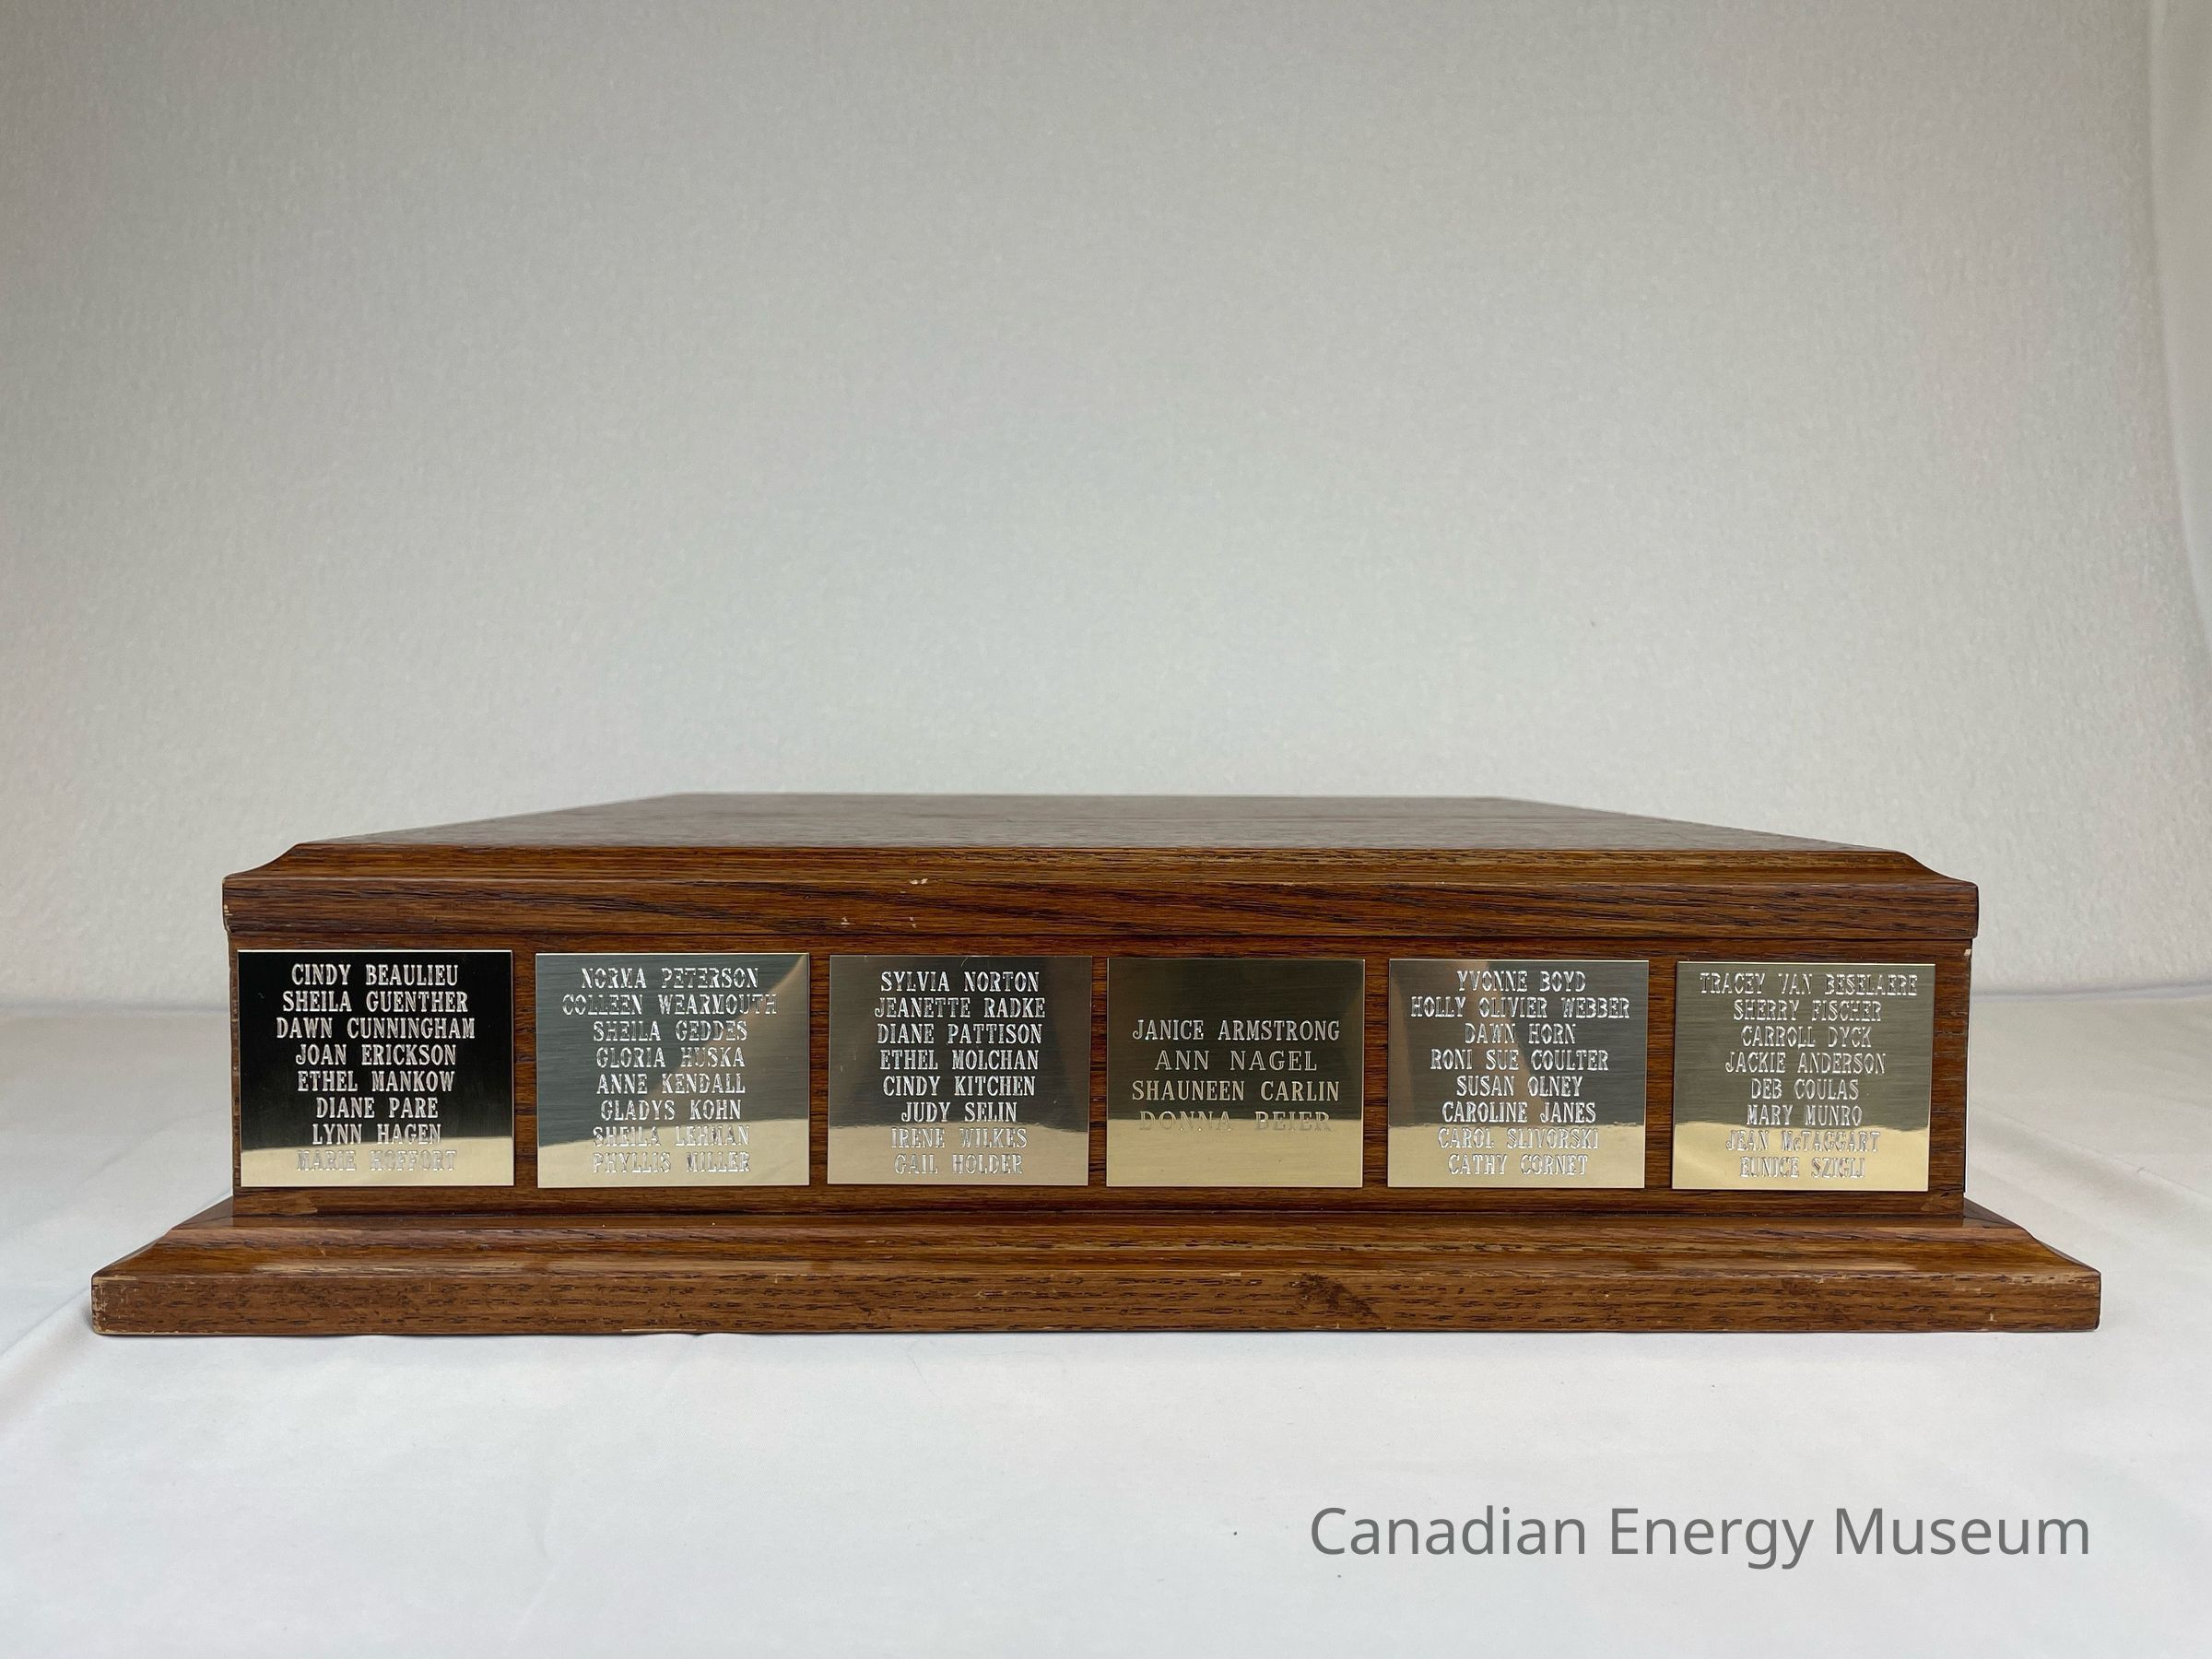 CINDY BEAULIEU
SHEILA GUENTHER
DAWN CUNNINGHAM
JOAN ERICKSON
ETHEL MANKOW
DIANE PARE
LYNN HAGEN
MARIE HOFFORT
NORMA PETERSON
COLLEEN WEARMOUTH
SHEILA GEDDES
GLORIA HUSKA
ANNE KENDALL
GLADYS KOHN
SHEILA LEHMAN
PHYLLIS MILLER
SYLVIA NORTON
JEANETTE RADKE
DIANE PATTISON
ETHEL MOLCHAN
CINDY KITCHEN
JUDY SELIN
IRENE WILKES
GAIL HOLDER
JANICE ARMSTRONG
ANN NAGEL
SHAUNEEN CARLIN
DONNA BEIER
YVONNE BOYD
HOLLY OLIVIER WEBBER
DAWN HORN
RONI SUE COULTER
SUSAN OLNEY
CAROLINE JANES
CAROL SLIVORSKI
CATHY CORNET
TRACEY VAN BESELAERE
SHERRY FISCHER
CARROLL DYCK
JACKIE ANDERSON
DEB COULAS
MARY MUNRO
JEAN McTAGGART
EUNICE
Canadian Energy Museum